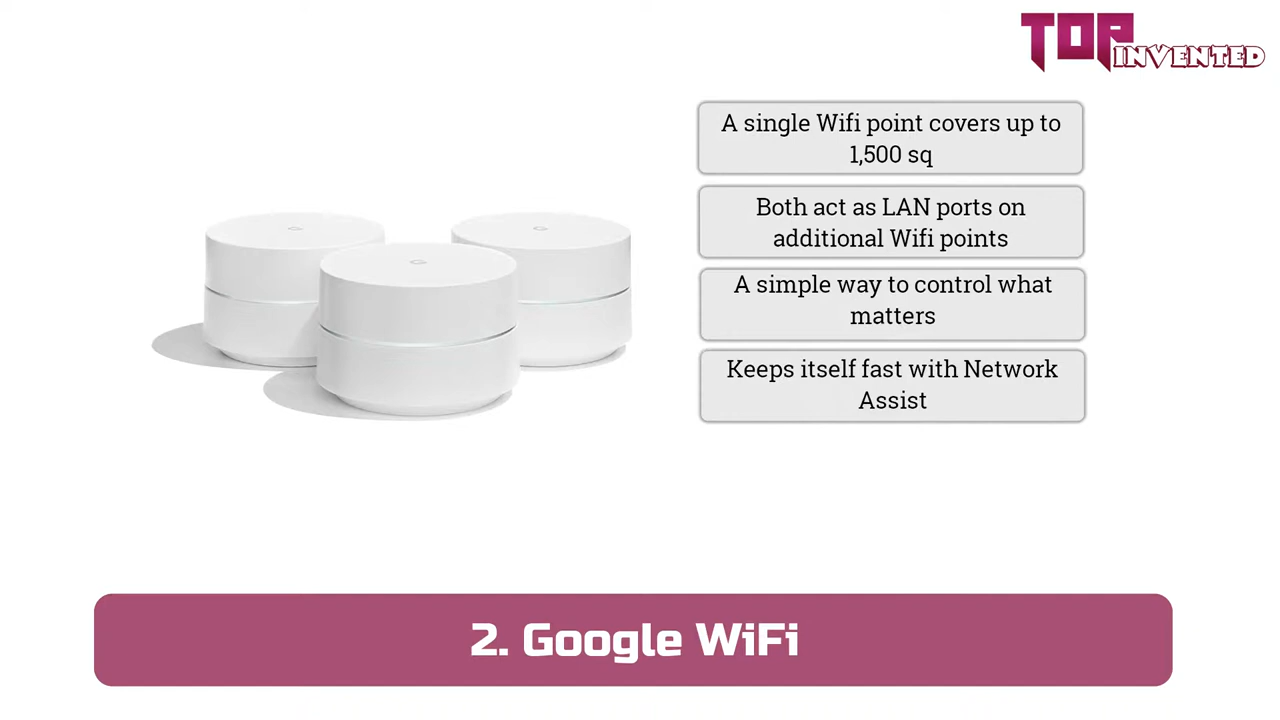 TOP
INVENTED
A single Wifi point covers up to
1,500 sq
Both act as LAN ports on
additional Wifi points
A simple way to control what
matters
Keeps itself fast with Network
Assist
G
G
G
2. Google WiFi